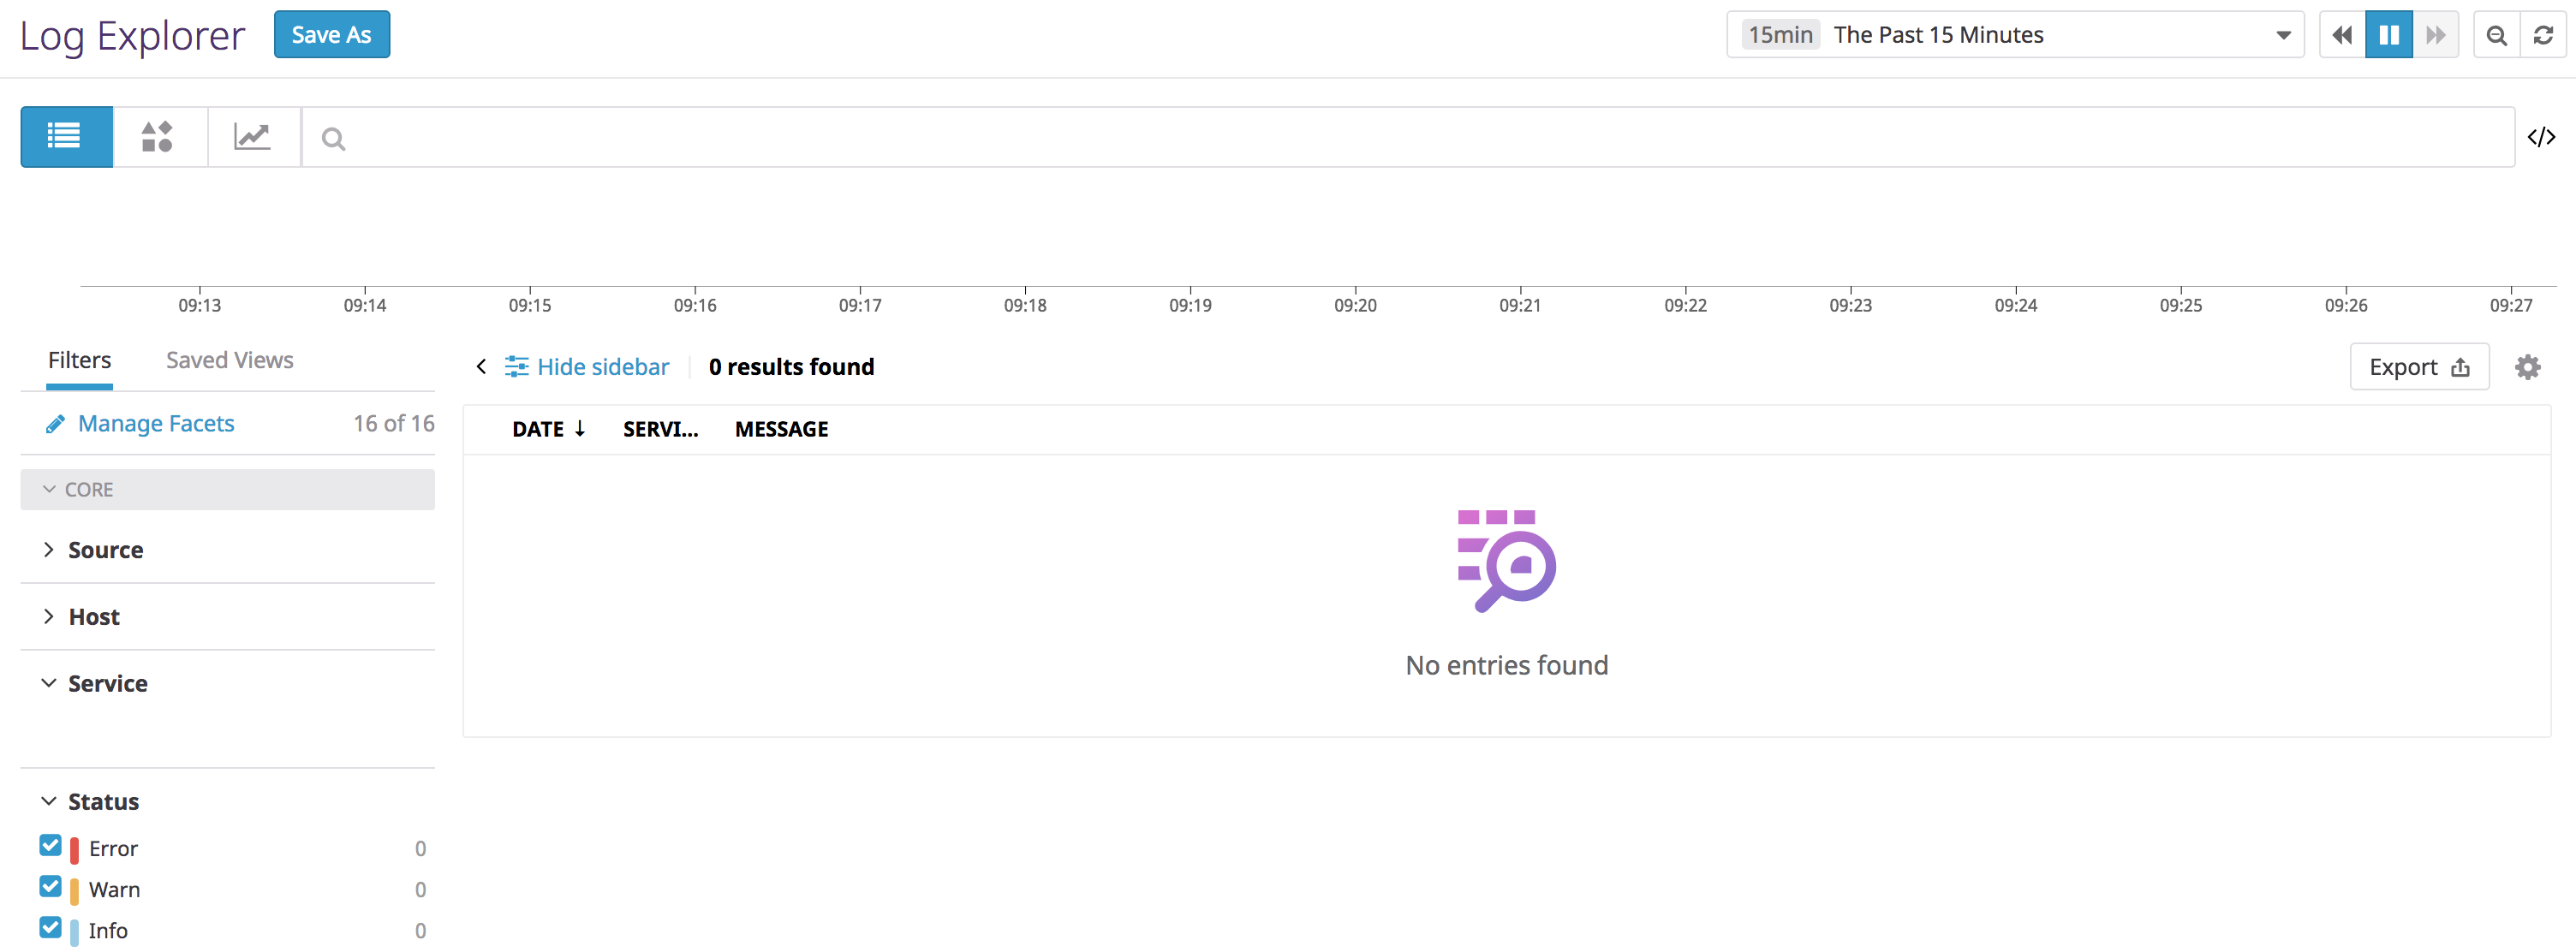 Log Explorer Save As 15min The Past 15 Minutes
</>
09:13 09:14 09:15 09:16 09:17 09:18 09:19 09:20 09:21 09:22 09:23 09:24 09:25 09:26 09:27
Filters Saved Views
Hide sidebar 0 results found Export
Manage Facets 16 of 16
DATE ↓ SERVI... MESSAGE
CORE
Source
Host
No entries found
Service
Status
Error 0
Warn 0
Info 0